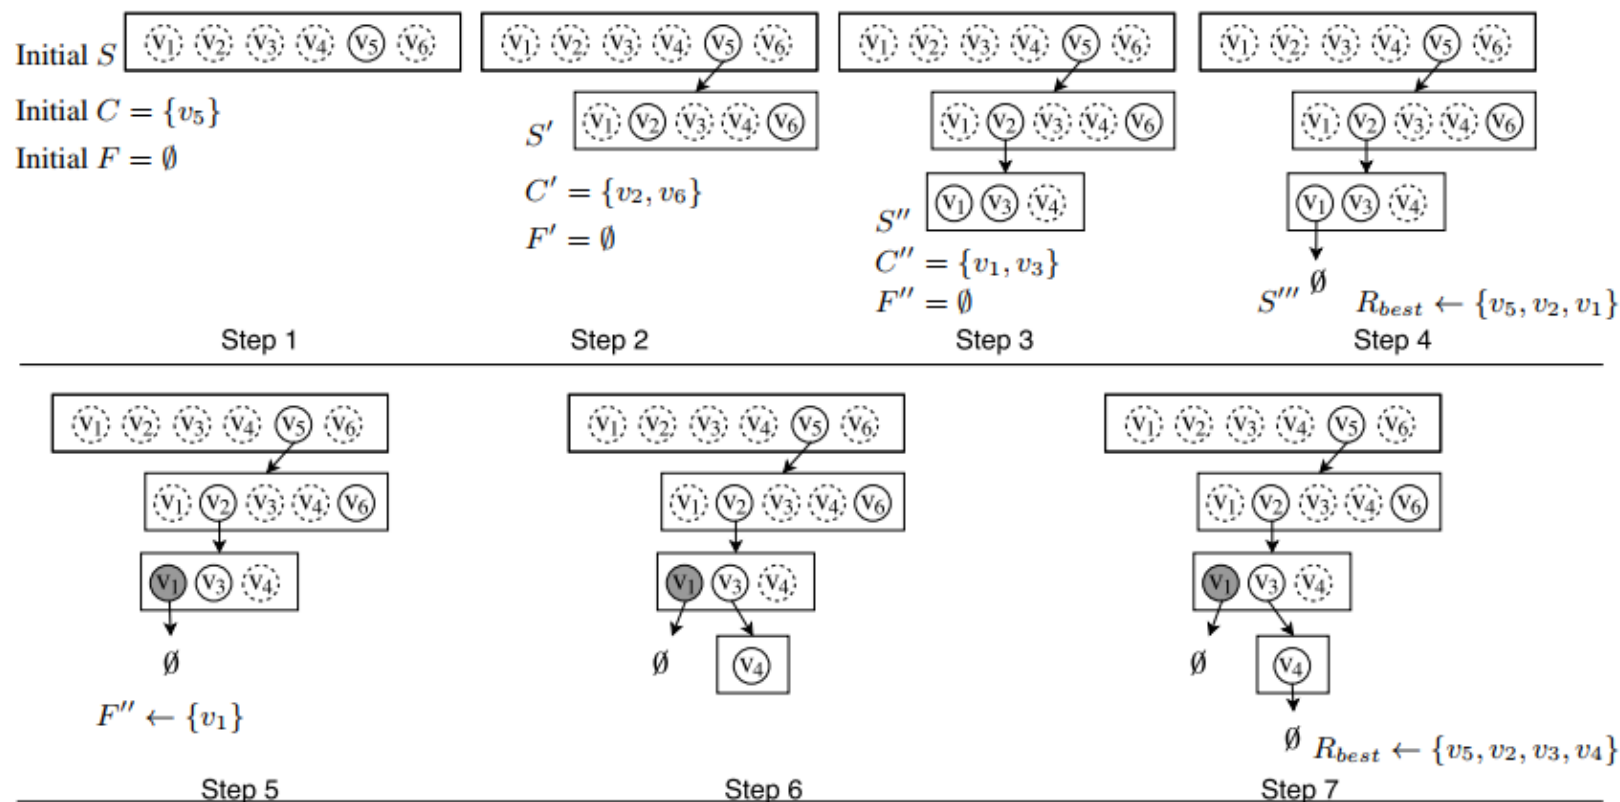 Initial S v₁ v₂ v₃ v₄ v₅ v₆
Initial C = {v₅}
Initial F = ∅
Step 1
v₁ v₂ v₃ v₄ v₅ v₆
S′ v₁ v₂ v₃ v₄ v₆
C′ = {v₂, v₆}
F′ = ∅
Step 2
v₁ v₂ v₃ v₄ v₅ v₆
v₁ v₂ v₃ v₄ v₆
S′′ v₁ v₃ v₄
C′′ = {v₁, v₃}
F′′ = ∅
Step 3
v₁ v₂ v₃ v₄ v₅ v₆
v₁ v₂ v₃ v₄ v₆
v₁ v₃ v₄
S′′′ ∅ R_best ← {v₅, v₂, v₁}
Step 4
v₁ v₂ v₃ v₄ v₅ v₆
v₁ v₂ v₃ v₄ v₆
v₁ v₃ v₄
∅
F′′ ← {v₁}
Step 5
v₁ v₂ v₃ v₄ v₅ v₆
v₁ v₂ v₃ v₄ v₆
v₁ v₃ v₄
∅ v₄
Step 6
v₁ v₂ v₃ v₄ v₅ v₆
v₁ v₂ v₃ v₄ v₆
v₁ v₃ v₄
∅ v₄
∅ R_best ← {v₅, v₂, v₃, v₄}
Step 7